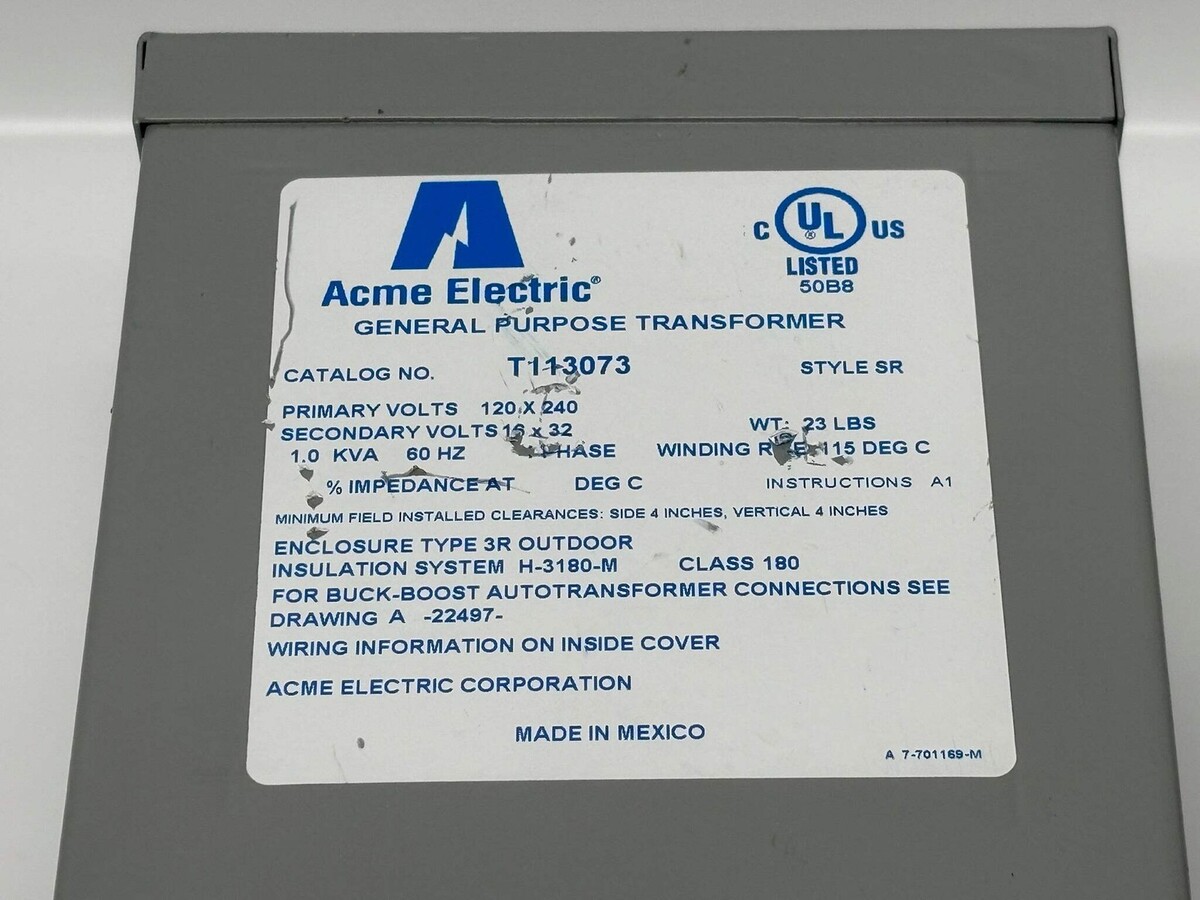 C UL® US
LISTED
50B8
Acme Electric®
GENERAL PURPOSE TRANSFORMER
CATALOG NO. T113073 STYLE SR
PRIMARY VOLTS 120 X 240
SECONDARY VOLTS 16 x 32 WT: 23 LBS
1.0 KVA 60 HZ PHASE WINDING 115 DEG C
% IMPEDANCE AT DEG C INSTRUCTIONS A1
MINIMUM FIELD INSTALLED CLEARANCES: SIDE 4 INCHES, VERTICAL 4 INCHES
ENCLOSURE TYPE 3R OUTDOOR
INSULATION SYSTEM H-3180-M CLASS 180
FOR BUCK-BOOST AUTOTRANSFORMER CONNECTIONS SEE
DRAWING A -22497-
WIRING INFORMATION ON INSIDE COVER
ACME ELECTRIC CORPORATION
MADE IN MEXICO
A 7-701169-M